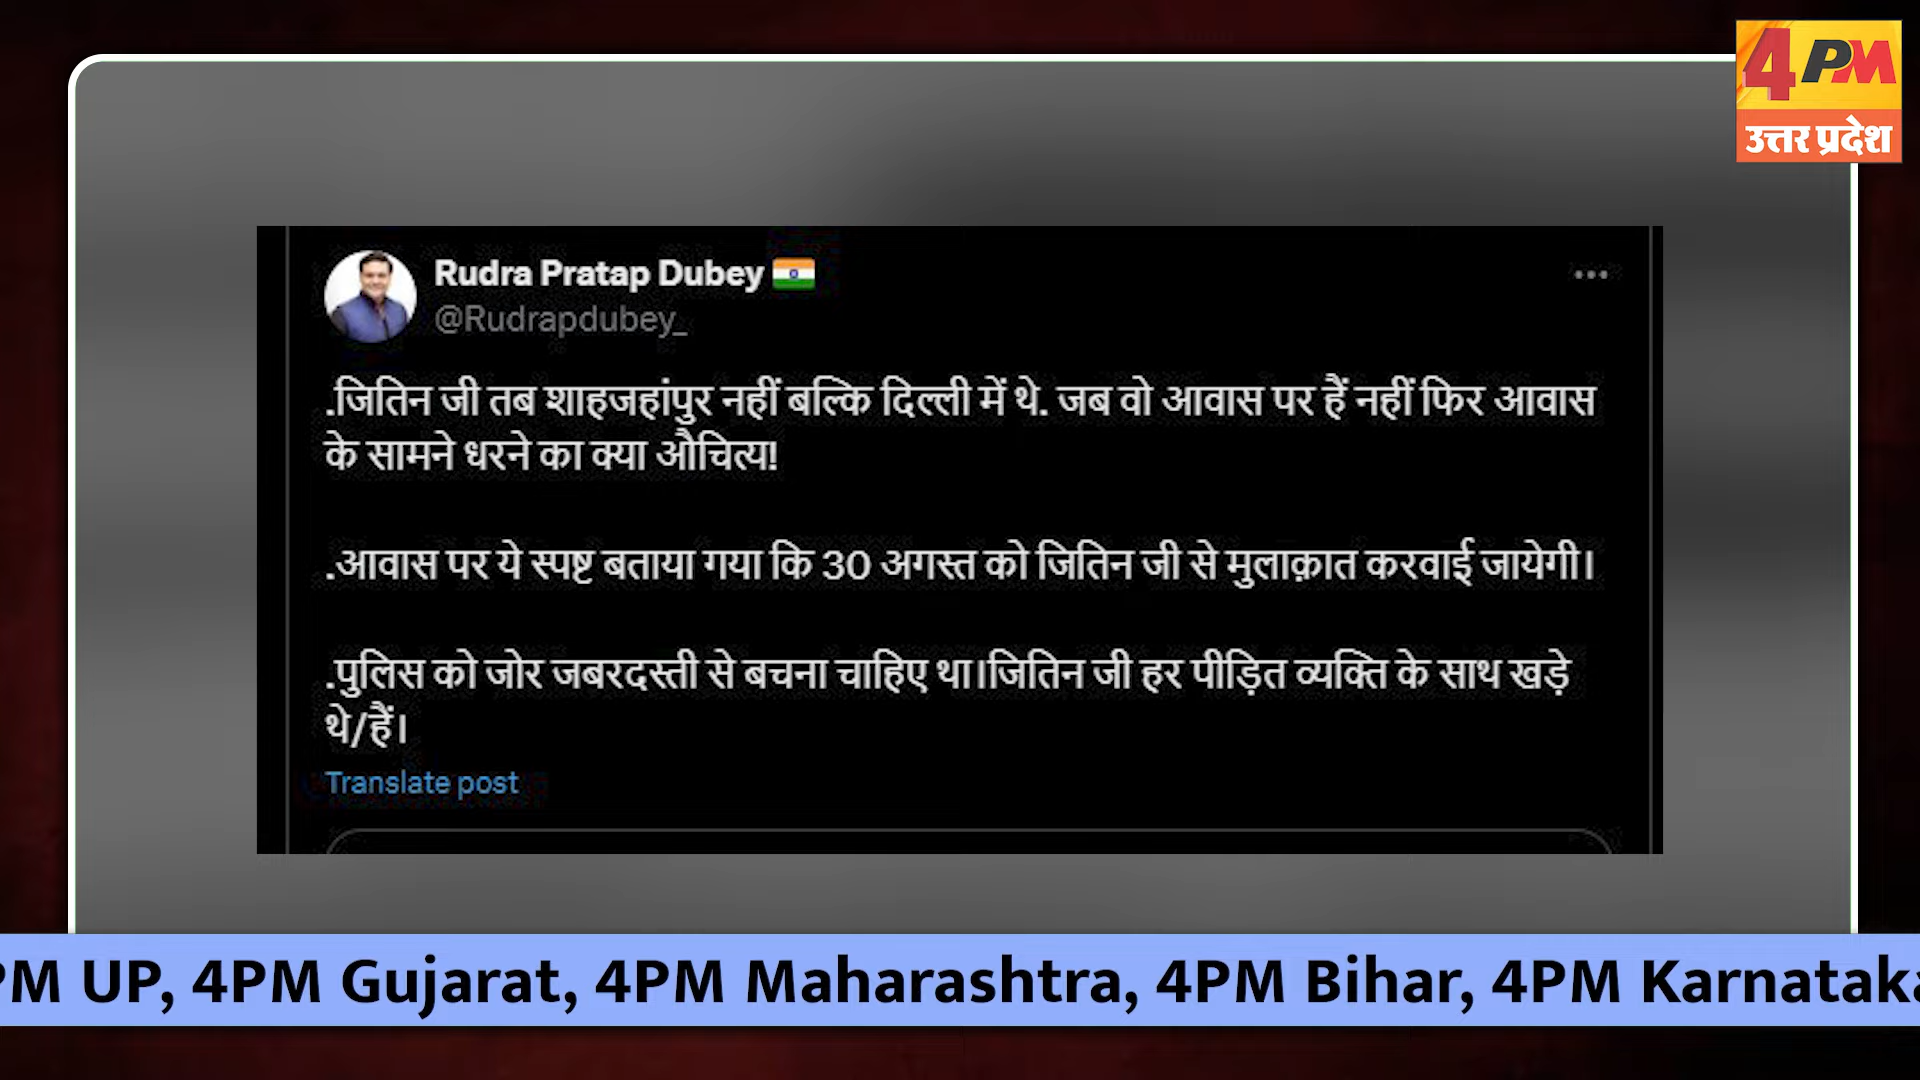 4PM
उत्तर प्रदेश
Rudra Pratap Dubey
@Rudrapdubey_
.जितिन जी तब शाहजहांपुर नहीं बल्कि दिल्ली में थे. जब वो आवास पर हैं नहीं फिर आवास
के सामने धरने का क्या औचित्य!
.आवास पर ये स्पष्ट बताया गया कि 30 अगस्त को जितिन जी से मुलाक़ात करवाई जायेगी।
.पुलिस को जोर जबरदस्ती से बचना चाहिए था।जितिन जी हर पीड़ित व्यक्ति के साथ खड़े
थे/हैं।
Translate post
PM UP, 4PM Gujarat, 4PM Maharashtra, 4PM Bihar, 4PM Karnataka